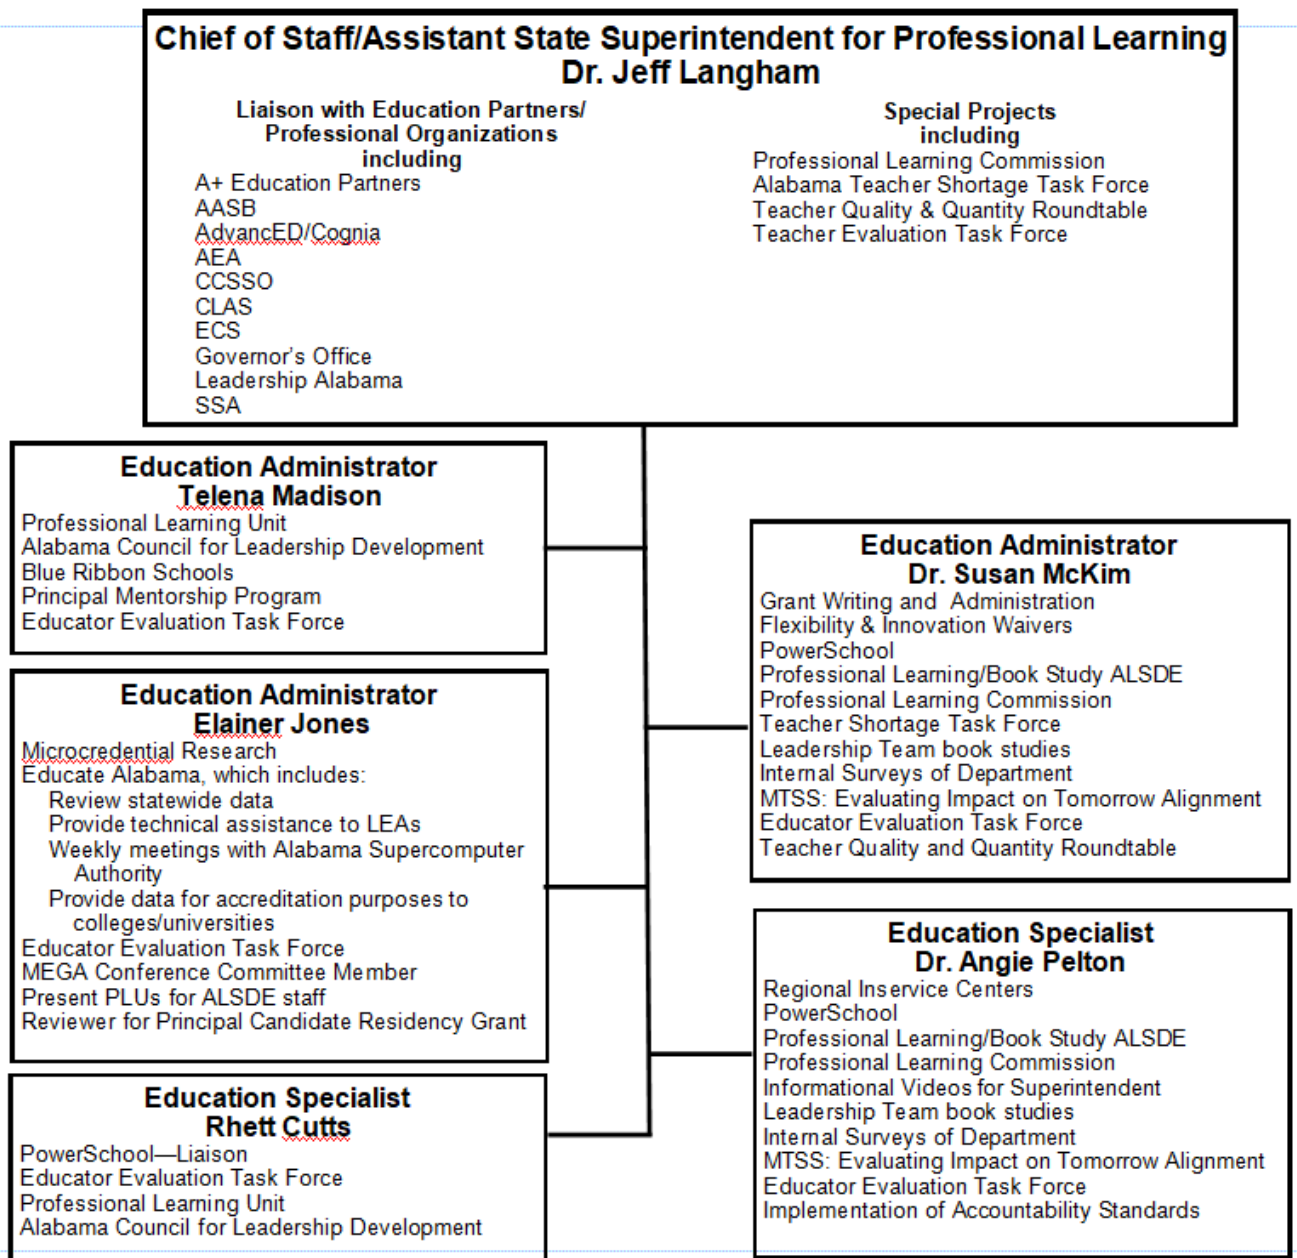 Chief of Staff/Assistant State Superintendent for Professional Learning
Dr. Jeff Langham
Liaison with Education Partners/
Professional Organizations
including
A+ Education Partners
AASB
AdvancED/Cognia
AEA
CCSSO
CLAS
ECS
Governor’s Office
Leadership Alabama
SSA
Special Projects
including
Professional Learning Commission
Alabama Teacher Shortage Task Force
Teacher Quality & Quantity Roundtable
Teacher Evaluation Task Force
Education Administrator
Telena Madison
Professional Learning Unit
Alabama Council for Leadership Development
Blue Ribbon Schools
Principal Mentorship Program
Educator Evaluation Task Force
Education Administrator
Dr. Susan McKim
Grant Writing and  Administration
Flexibility & Innovation Waivers
PowerSchool
Professional Learning/Book Study ALSDE
Professional Learning Commission
Teacher Shortage Task Force
Leadership Team book studies
Internal Surveys of Department
MTSS: Evaluating Impact on Tomorrow Alignment
Educator Evaluation Task Force
Teacher Quality and Quantity Roundtable
Education Administrator
Elainer Jones
Microcredential Research
Educate Alabama, which includes:
Review statewide data
Provide technical assistance to LEAs
Weekly meetings with Alabama Supercomputer
Authority
Provide data for accreditation purposes to
colleges/universities
Educator Evaluation Task Force
MEGA Conference Committee Member
Present PLUs for ALSDE staff
Reviewer for Principal Candidate Residency Grant
Education Specialist
Dr. Angie Pelton
Regional Inservice Centers
PowerSchool
Professional Learning/Book Study ALSDE
Professional Learning Commission
Informational Videos for Superintendent
Leadership Team book studies
Internal Surveys of Department
MTSS: Evaluating Impact on Tomorrow Alignment
Educator Evaluation Task Force
Implementation of Accountability Standards
Education Specialist
Rhett Cutts
PowerSchool—Liaison
Educator Evaluation Task Force
Professional Learning Unit
Alabama Council for Leadership Development